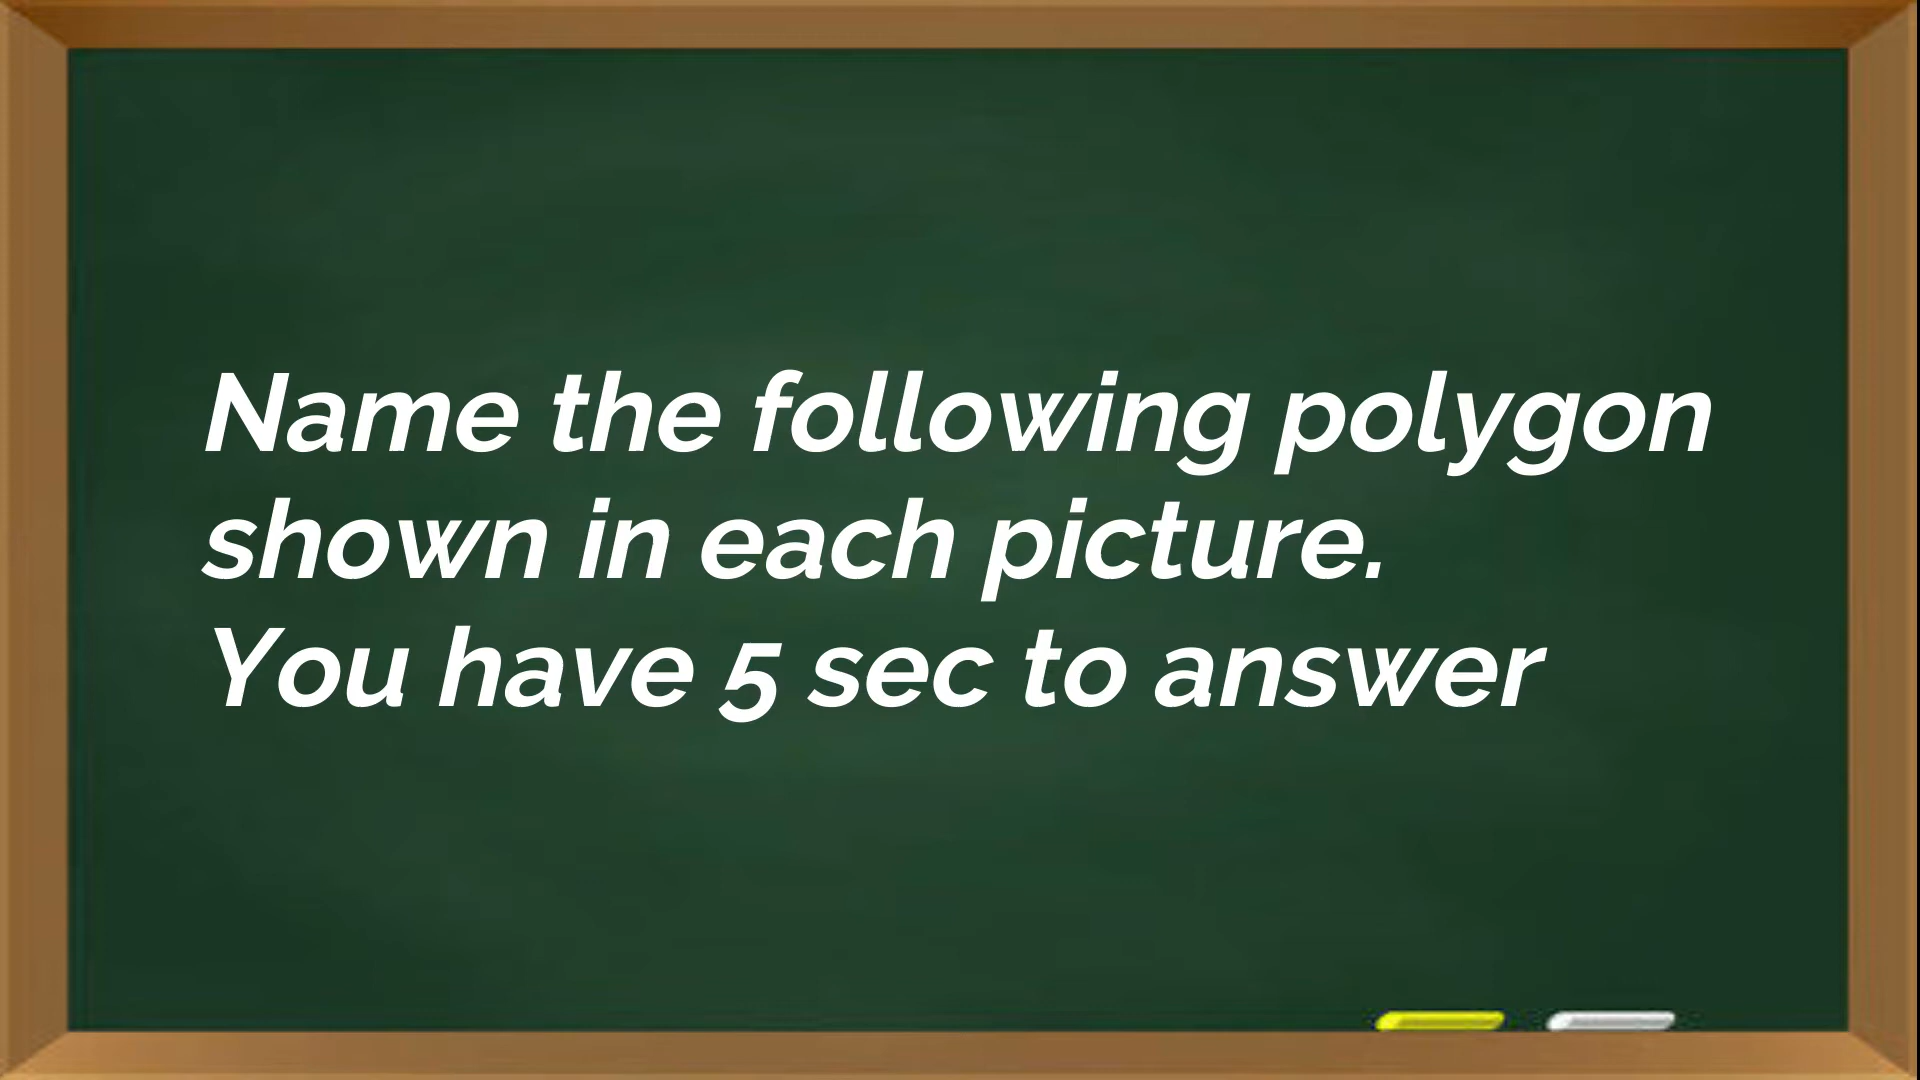 Name the following polygon
shown in each picture.
You have 5 sec to answer